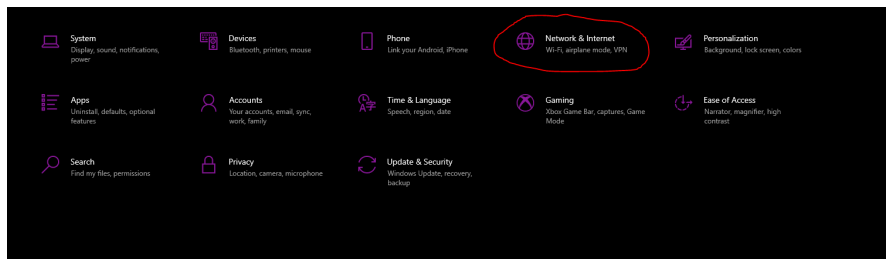 System
Display, sound, notifications,
power
Devices
Bluetooth, printers, mouse
Phone
Link your Android, iPhone
Network & Internet
Wi-Fi, airplane mode, VPN
Personalization
Background, lock screen, colors
Apps
Uninstall, defaults, optional
features
Accounts
Your accounts, email, sync,
work, family
Time & Language
Speech, region, date
Gaming
Xbox Game Bar, captures, Game
Mode
Ease of Access
Narrator, magnifier, high
contrast
Search
Find my files, permissions
Privacy
Location, camera, microphone
Update & Security
Windows Update, recovery,
backup